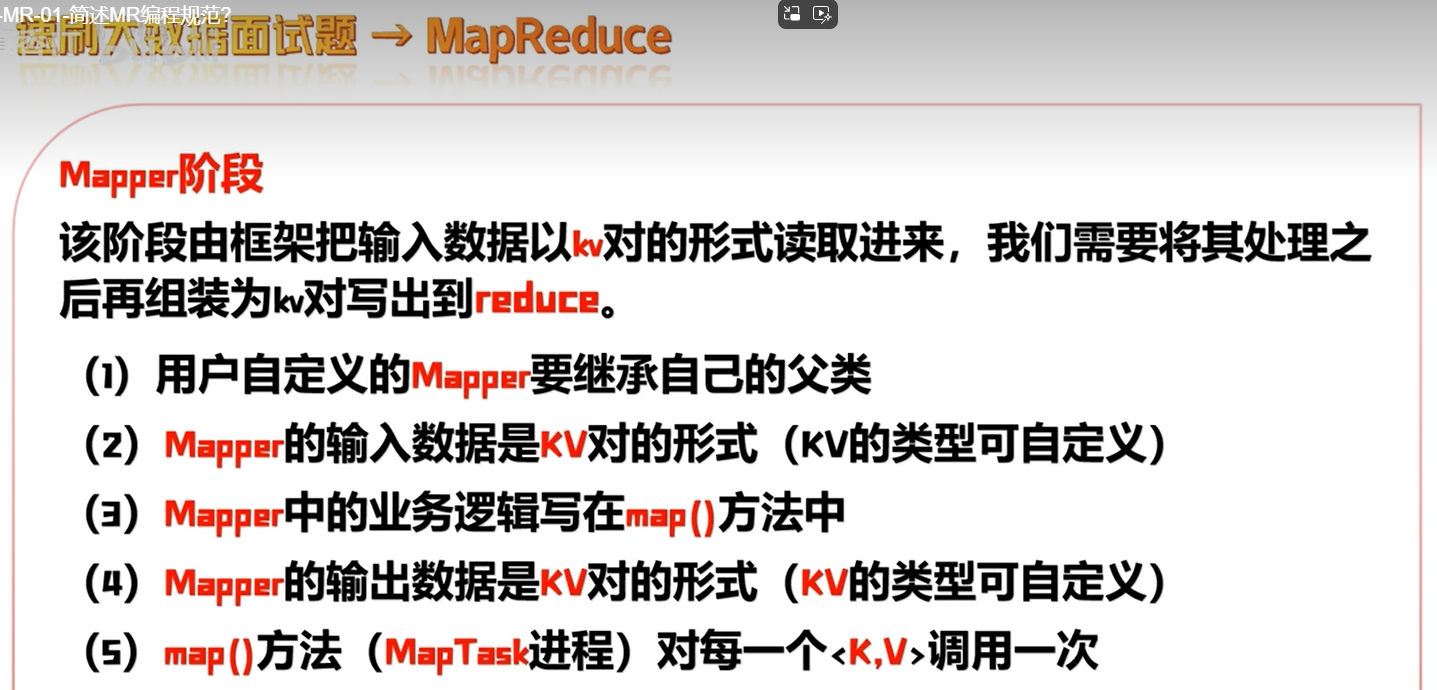 -MR-01-简述MR编程规范?
重刷大数据面试题 → MapReduce
Mapper阶段
该阶段由框架把输入数据以kv对的形式读取进来，我们需要将其处理之
后再组装为kv对写出到reduce。
（1）用户自定义的Mapper要继承自己的父类
（2）Mapper的输入数据是KV对的形式（KV的类型可自定义）
（3）Mapper中的业务逻辑写在map()方法中
（4）Mapper的输出数据是KV对的形式（KV的类型可自定义）
（5）map()方法（MapTask进程）对每一个<K,V>调用一次